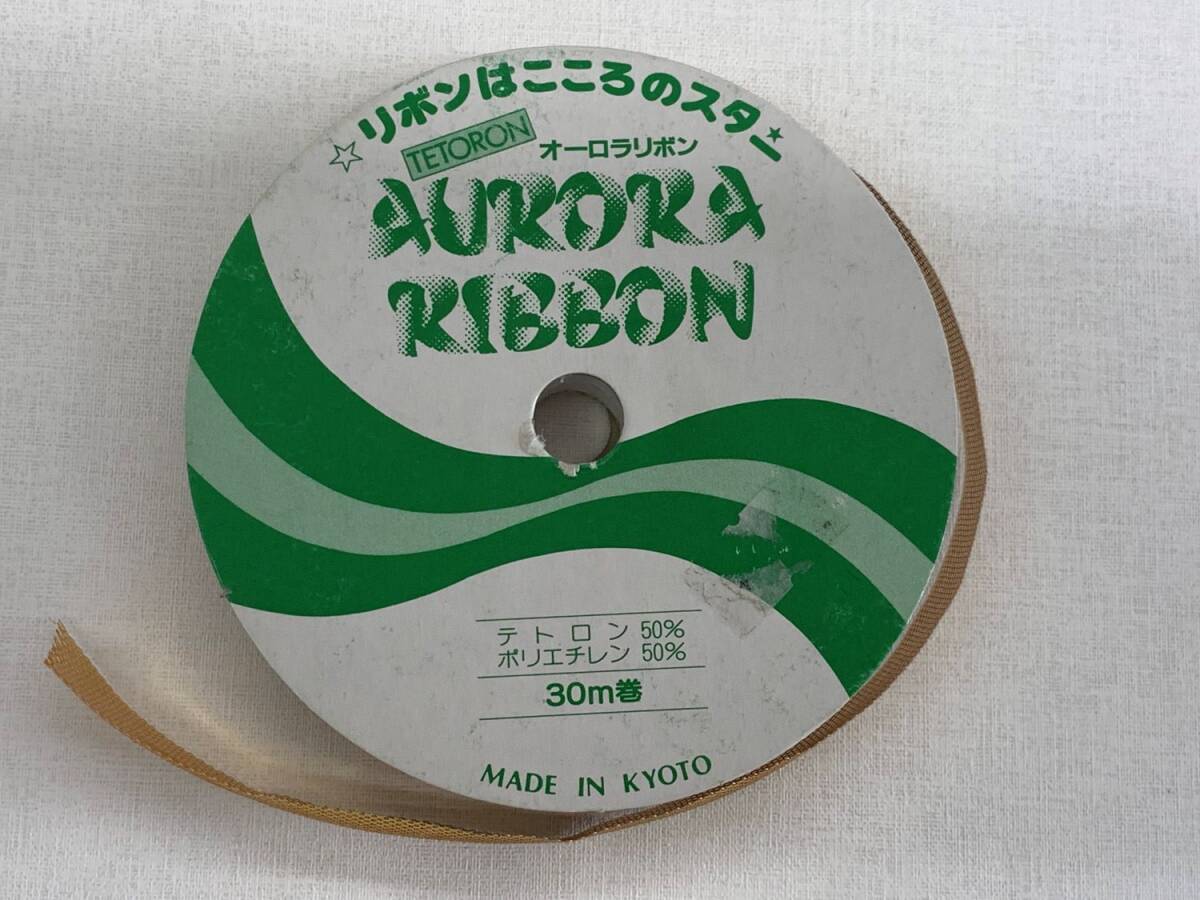 ☆リボンはこころのスター★
TETORON
オーロラリボン
AURORA
RIBBON
テトロン 50%
ポリエチレン 50%
30m巻
MADE IN KYOTO